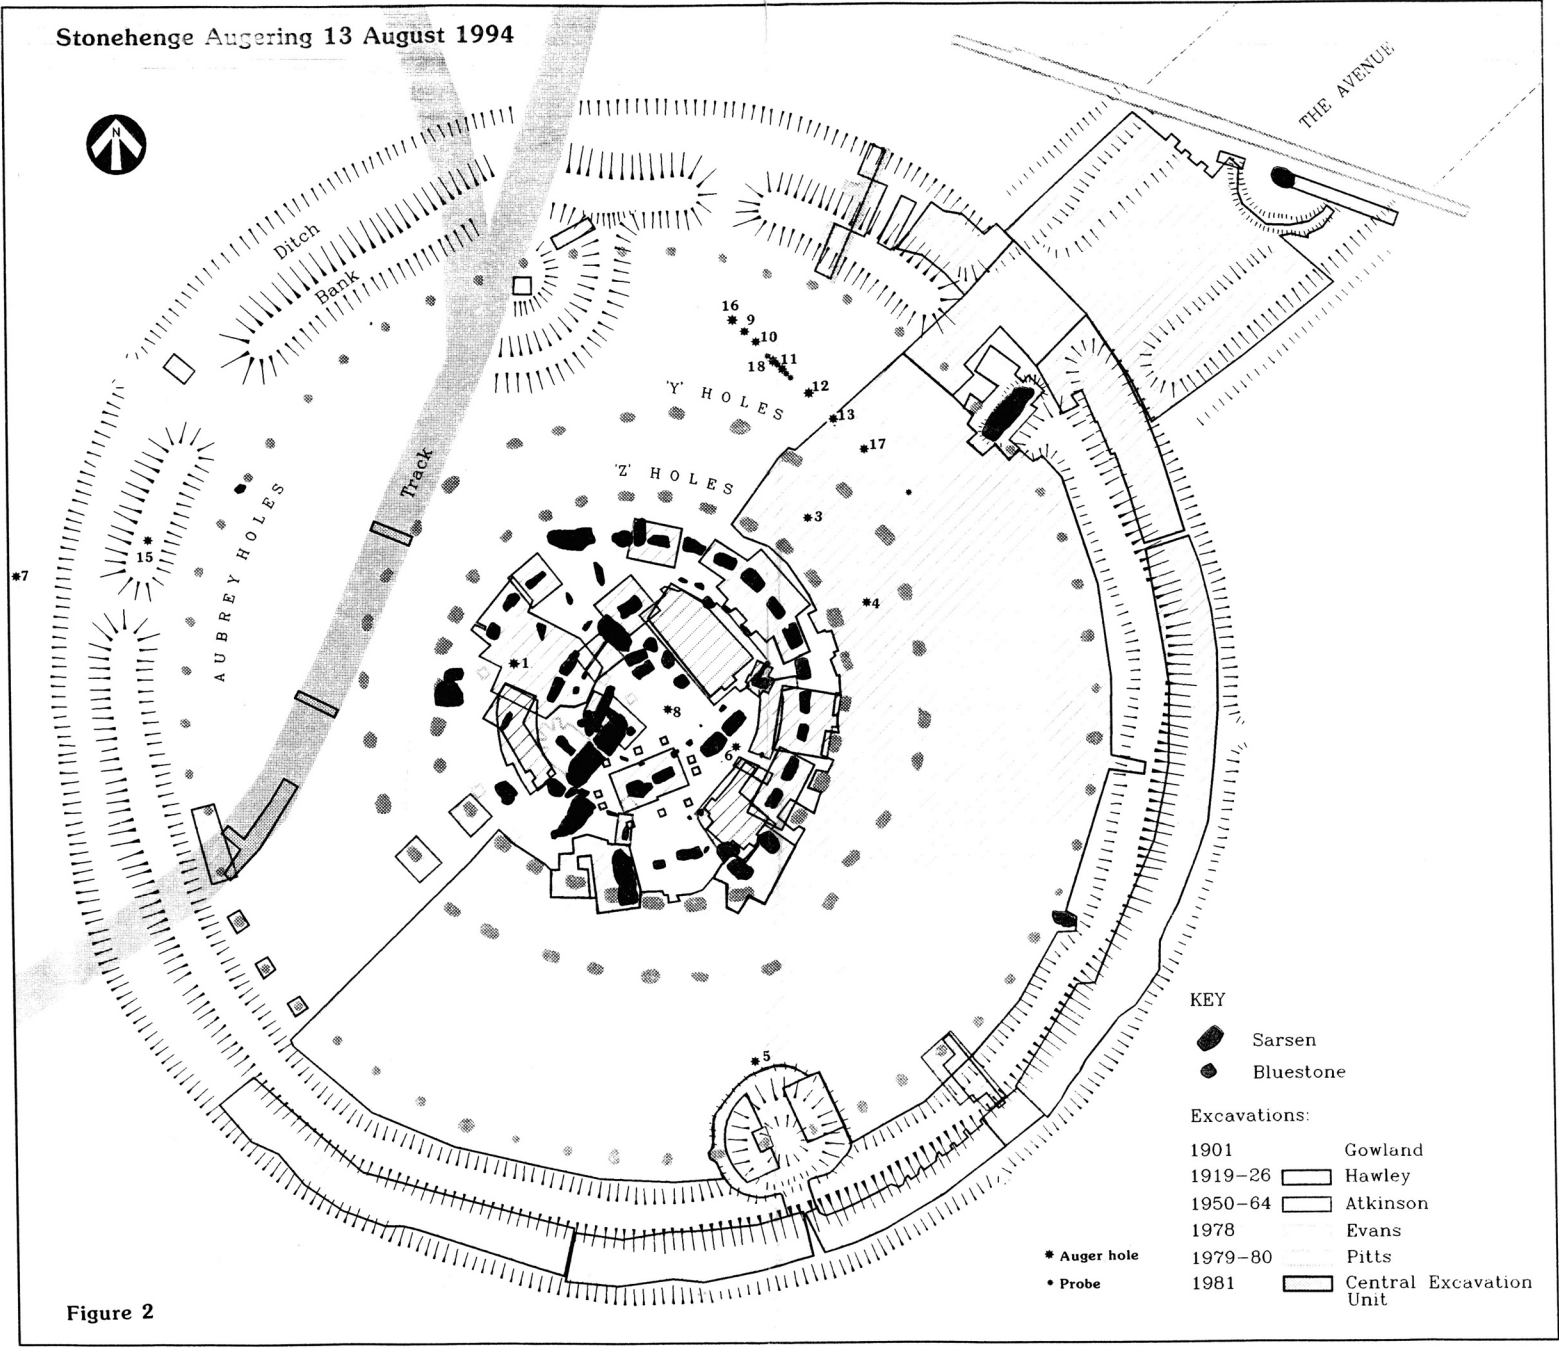 Stonehenge Augering 13 August 1994
N
THE AVENUE
Ditch
Bank
16
9
10
11
18
12
13
17
'Y' HOLES
'Z' HOLES
Track
AUBREY HOLES
15
7
3
4
1
8
6
5
KEY
Sarsen
Bluestone
Excavations:
1901 Gowland
1919-26 Hawley
1950-64 Atkinson
1978 Evans
1979-80 Pitts
1981 Central Excavation
Unit
Auger hole
Probe
Figure 2